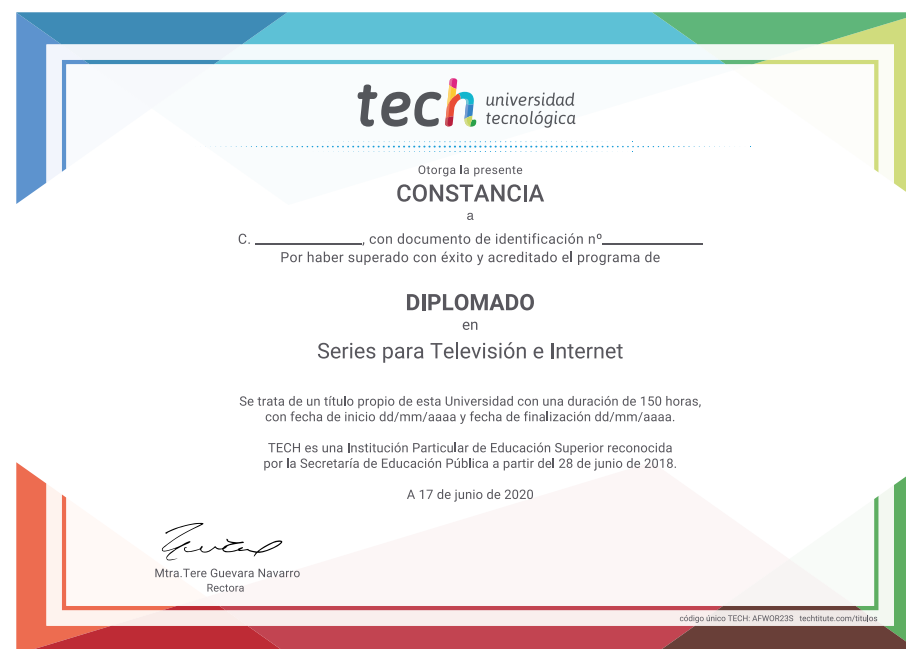 tech universidad
tecnológica
Otorga la presente
CONSTANCIA
a
C. ____________, con documento de identificación nº____________
Por haber superado con éxito y acreditado el programa de
DIPLOMADO
en
Series para Televisión e Internet
Se trata de un título propio de esta Universidad con una duración de 150 horas,
con fecha de inicio dd/mm/aaaa y fecha de finalización dd/mm/aaaa.
TECH es una Institución Particular de Educación Superior reconocida
por la Secretaría de Educación Pública a partir del 28 de junio de 2018.
A 17 de junio de 2020
Mtra.Tere Guevara Navarro
Rectora
código único TECH: AFWOR23S techtitute.com/titulos